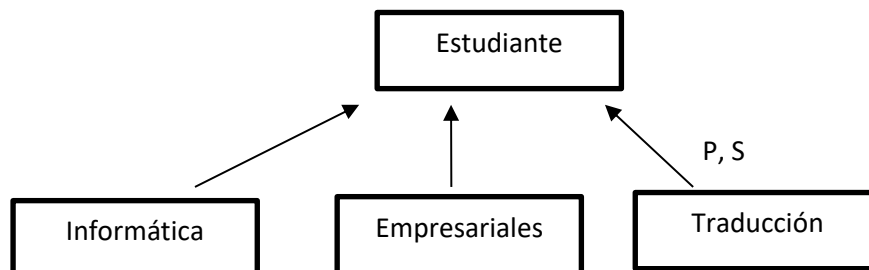 Estudiante
P, S
Informática
Empresariales
Traducción